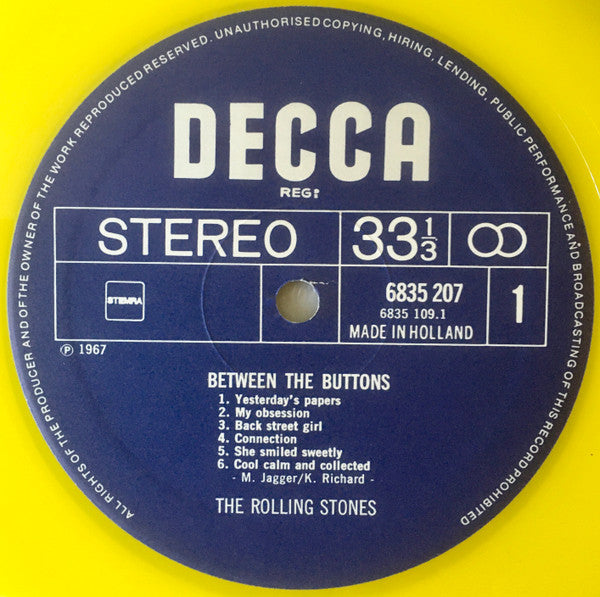 ALL RIGHTS OF THE PRODUCER AND OF THE OWNER OF THE WORK REPRODUCED RESERVED. UNAUTHORISED COPYING, HIRING, LENDING, PUBLIC PERFORMANCE AND BROADCASTING OF THIS RECORD PROHIBITED
DECCA
REG:
STEREO 33 1/3
STEMRA 6835 207 1
6835 109.1
MADE IN HOLLAND
℗ 1967
BETWEEN THE BUTTONS
1. Yesterday's papers
2. My obsession
3. Back street girl
4. Connection
5. She smiled sweetly
6. Cool calm and collected
- M. Jagger/K. Richard -
THE ROLLING STONES